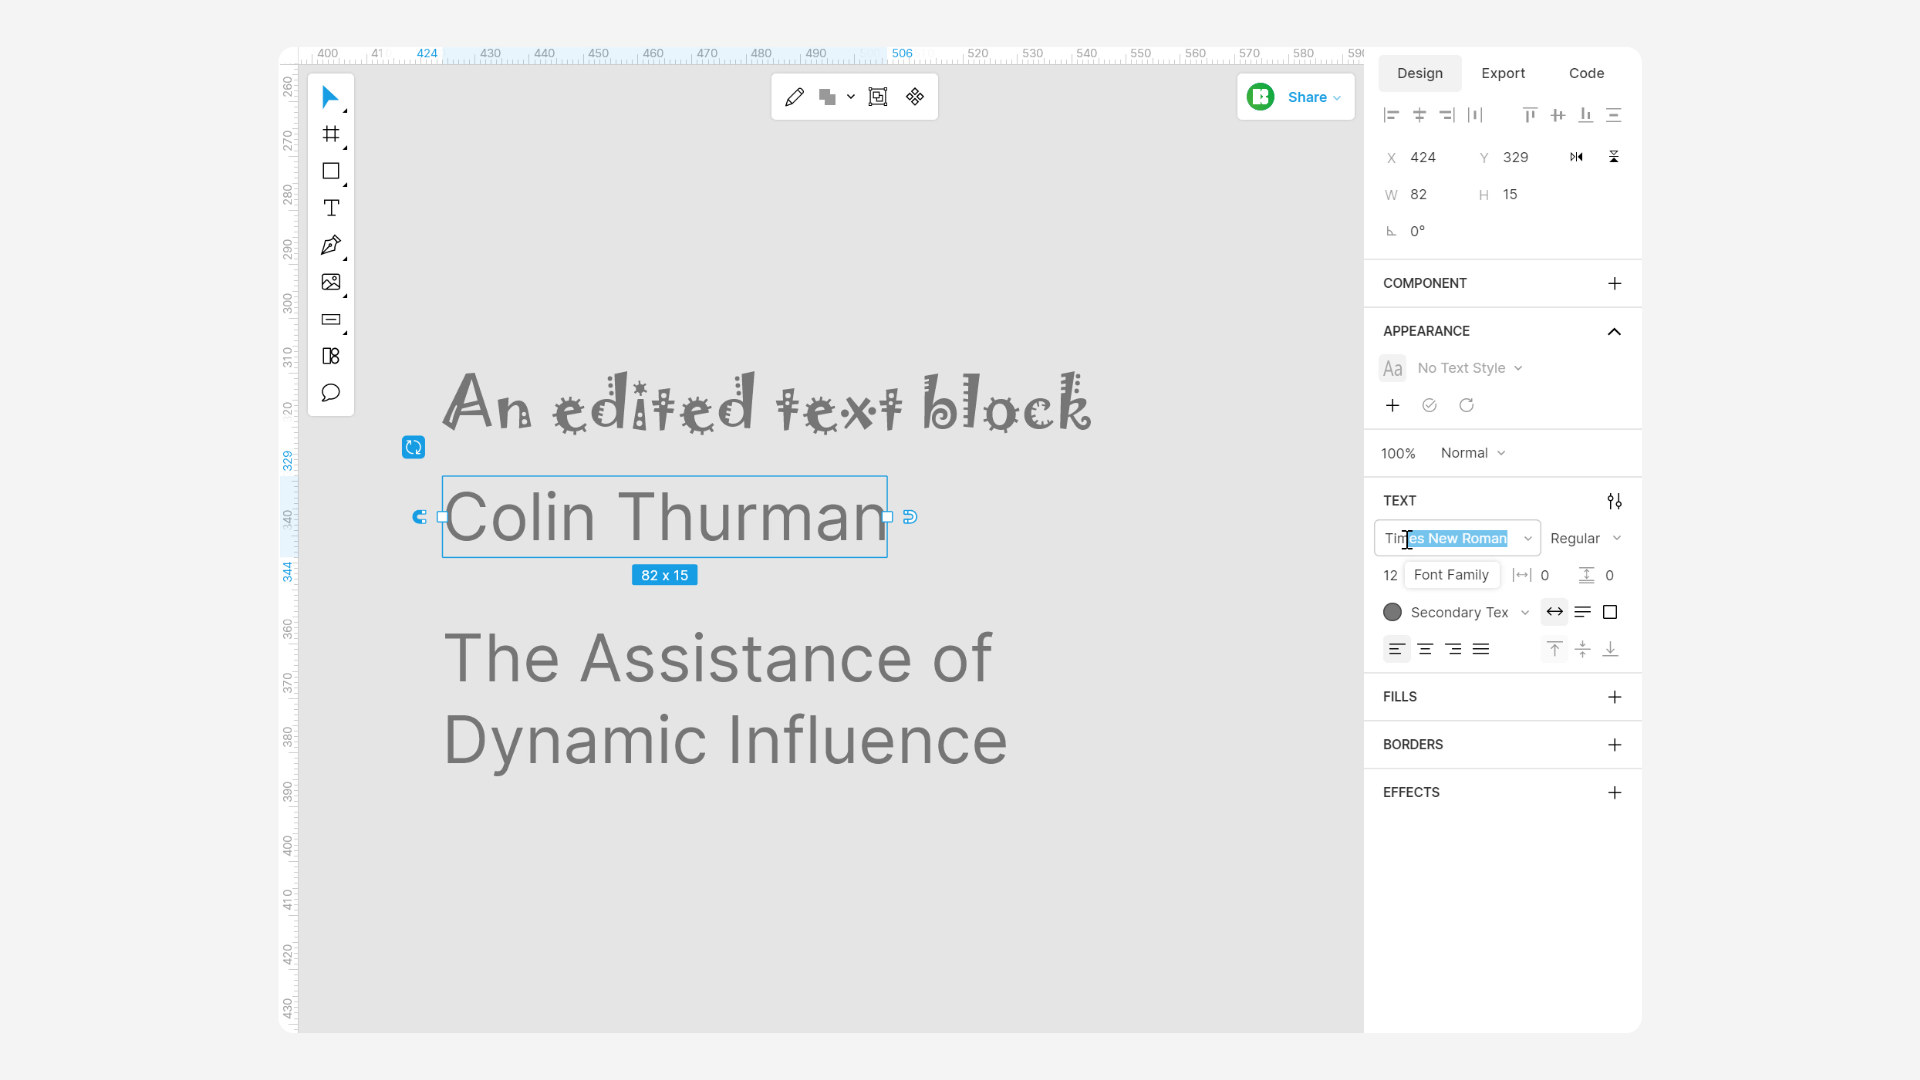 400 41 424 430 440 450 460 470 480 490 506 520 530 540 550 560 570 580 590
260
270
280
290
300
310
320
329
340
344
360
370
380
390
400
410
420
430
Share
An edited text block
Colin Thurman
82 x 15
The Assistance of
Dynamic Influence
Design Export Code
X 424 Y 329
W 82 H 15
0°
COMPONENT
APPEARANCE
Aa No Text Style
100% Normal
TEXT
Times New Roman Regular
12 Font Family 0 0
Secondary Tex
FILLS
BORDERS
EFFECTS